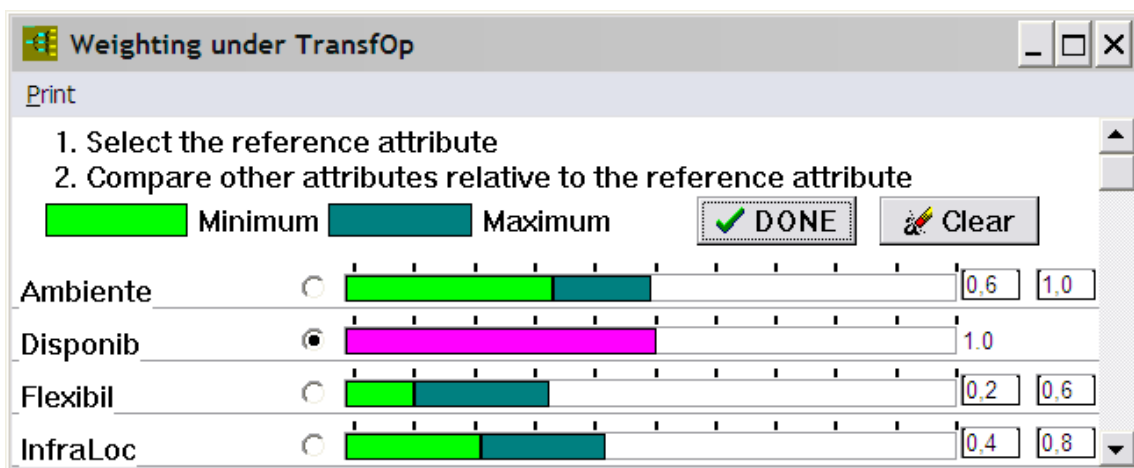 Weighting under TransfOp
Print
1. Select the reference attribute
2. Compare other attributes relative to the reference attribute
Minimum Maximum DONE Clear
Ambiente 0,6 1,0
Disponib 1.0
Flexibil 0,2 0,6
InfraLoc 0,4 0,8